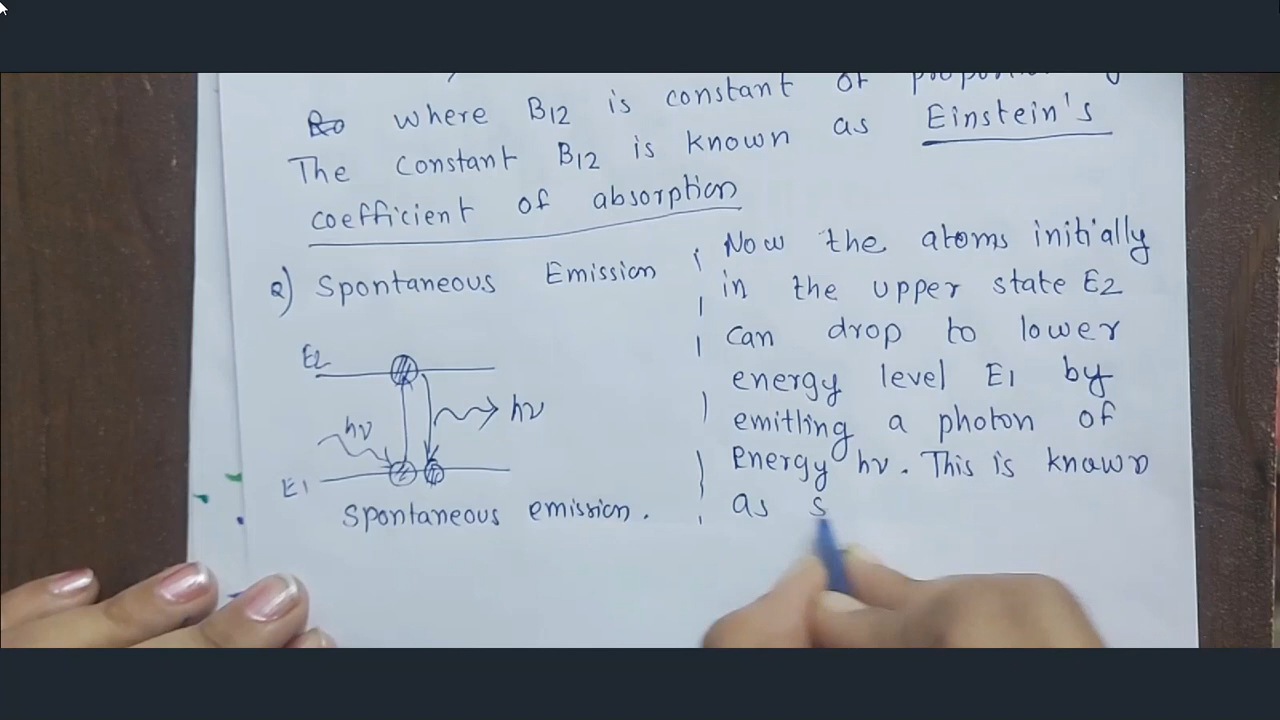 where B12 is constant of
The constant B12 is known as Einstein's
coefficient of absorption
2) Spontaneous Emission
E2
hν
hν
E1
Spontaneous emission.
Now the atoms initially
in the upper state E2
can drop to lower
energy level E1 by
emitting a photon of
Energy hν. This is known
as s